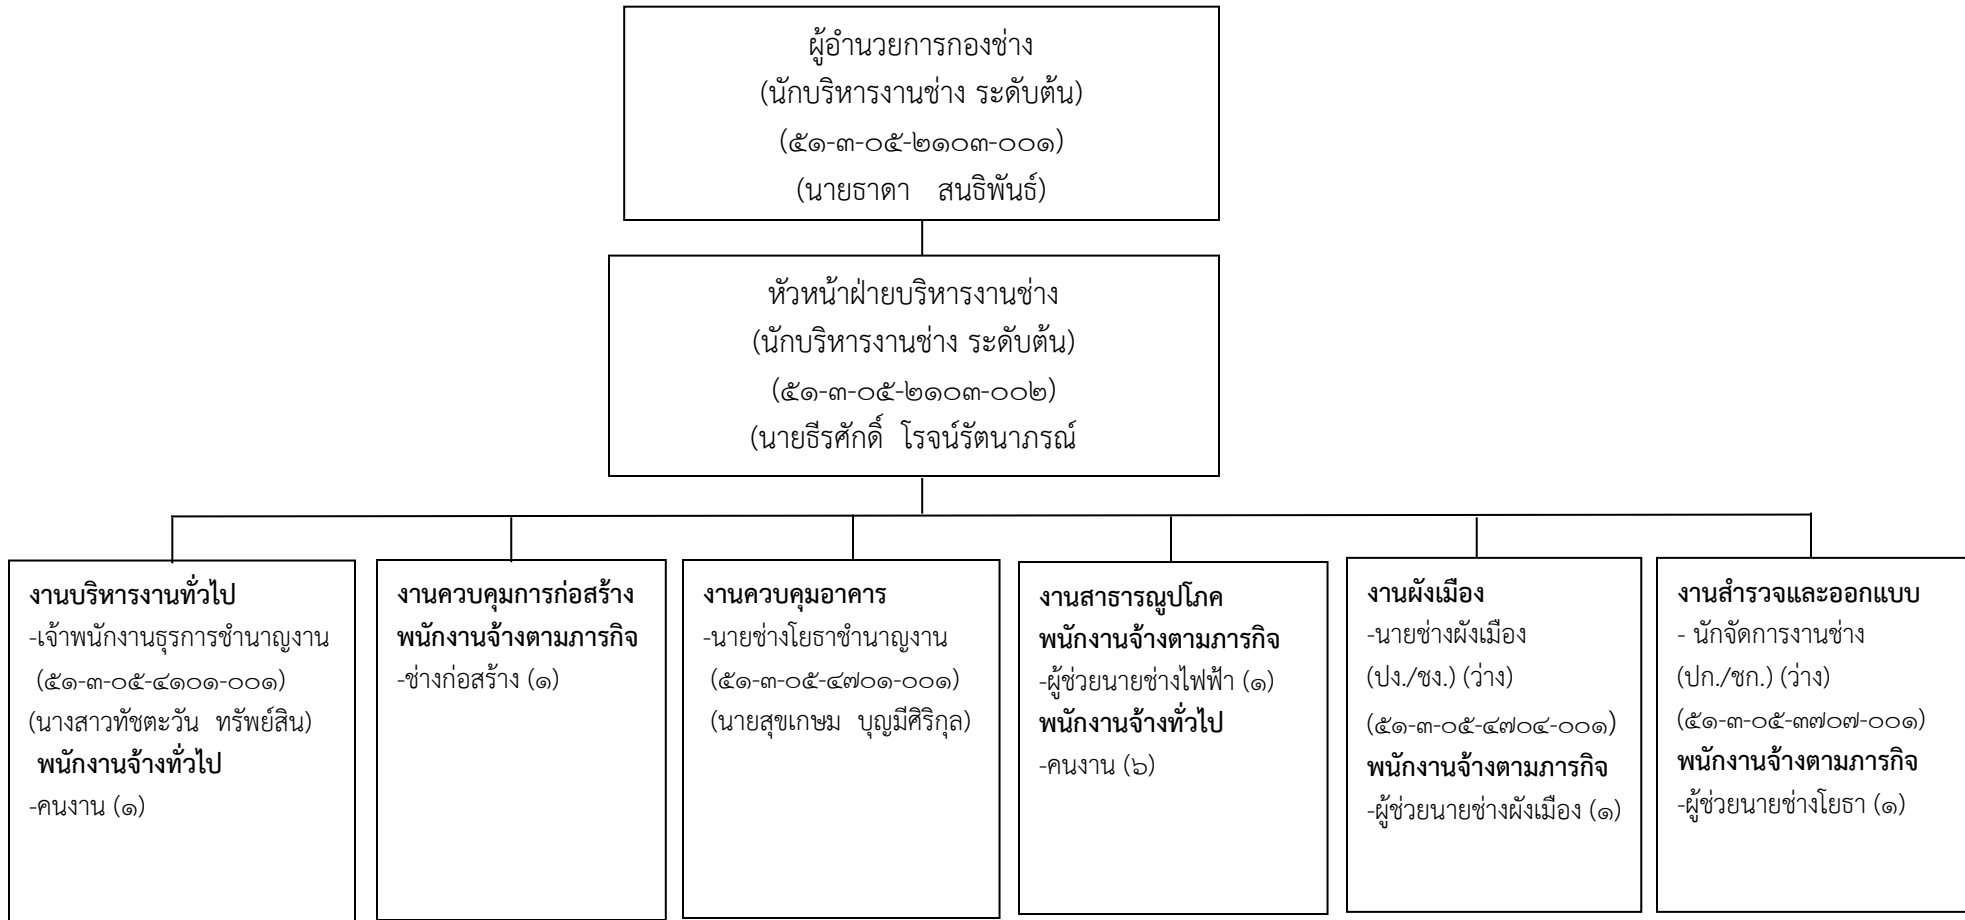 ผู้อำนวยการกองช่าง
(นักบริหารงานช่าง ระดับต้น)
(๕๑-๓-๐๕-๒๑๐๓-๐๐๑)
(นายธาดา สนธิพันธ์)
หัวหน้าฝ่ายบริหารงานช่าง
(นักบริหารงานช่าง ระดับต้น)
(๕๑-๓-๐๕-๒๑๐๓-๐๐๒)
(นายธีรศักดิ์ โรจน์รัตนาภรณ์
งานบริหารงานทั่วไป
-เจ้าพนักงานธุรการชำนาญงาน
(๕๑-๓-๐๕-๔๑๐๑-๐๐๑)
(นางสาวทัชตะวัน ทรัพย์สิน)
พนักงานจ้างทั่วไป
-คนงาน (๑)
งานควบคุมการก่อสร้าง
พนักงานจ้างตามภารกิจ
-ช่างก่อสร้าง (๑)
งานควบคุมอาคาร
-นายช่างโยธาชำนาญงาน
(๕๑-๓-๐๕-๔๗๐๑-๐๐๑)
(นายสุขเกษม บุญมีศิริกุล)
งานสาธารณูปโภค
พนักงานจ้างตามภารกิจ
-ผู้ช่วยนายช่างไฟฟ้า (๑)
พนักงานจ้างทั่วไป
-คนงาน (๖)
งานผังเมือง
-นายช่างผังเมือง
(ปง./ชง.) (ว่าง)
(๕๑-๓-๐๕-๔๗๐๔-๐๐๑)
พนักงานจ้างตามภารกิจ
-ผู้ช่วยนายช่างผังเมือง (๑)
งานสำรวจและออกแบบ
- นักจัดการงานช่าง
(ปก./ชก.) (ว่าง)
(๕๑-๓-๐๕-๓๗๐๗-๐๐๑)
พนักงานจ้างตามภารกิจ
-ผู้ช่วยนายช่างโยธา (๑)